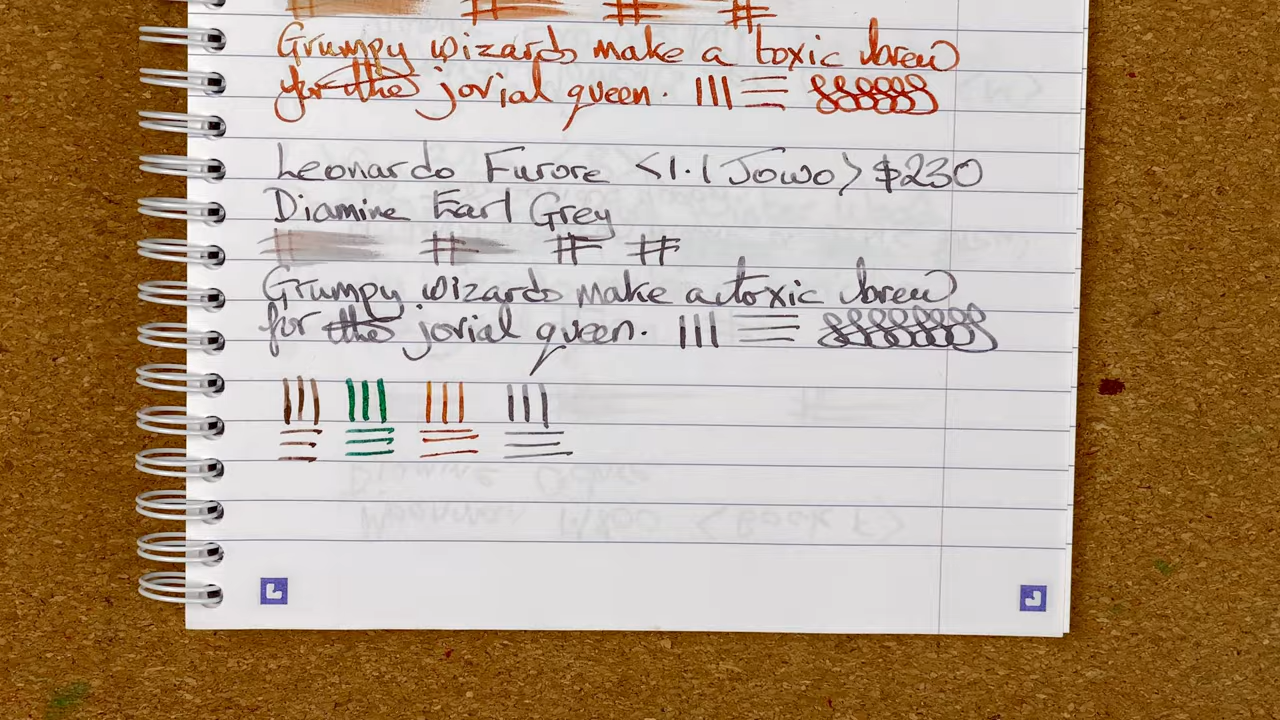 Grumpy wizards make a toxic brew
for the jovial queen.
Leonardo Furore <1.1 Jowo> $230
Diamine Earl Grey
Grumpy wizards make a toxic brew
for the jovial queen.